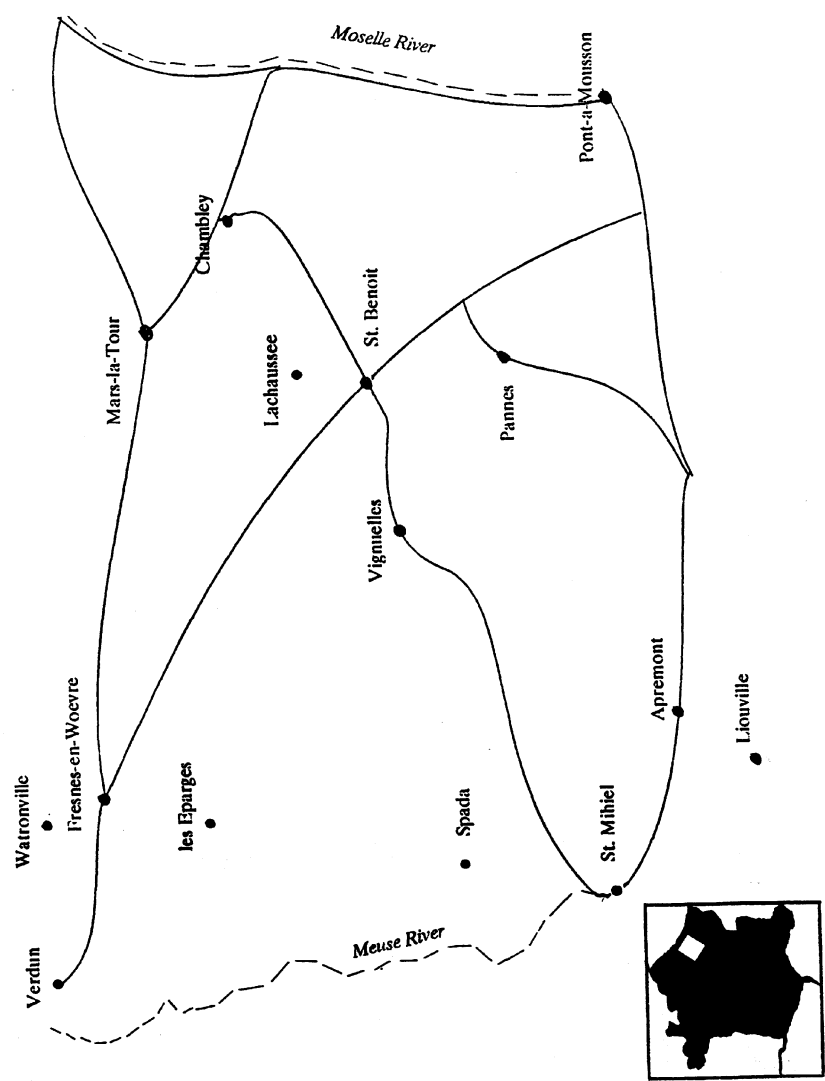 Verdun
Watronville
Fresnes-en-Woevre
les Eparges
Mars-la-Tour
Chambley
Moselle River
Lachaussee
St. Benoit
Vignuelles
Pannes
Pont-a-Mousson
Meuse River
Spada
St. Mihiel
Apremont
Liouville